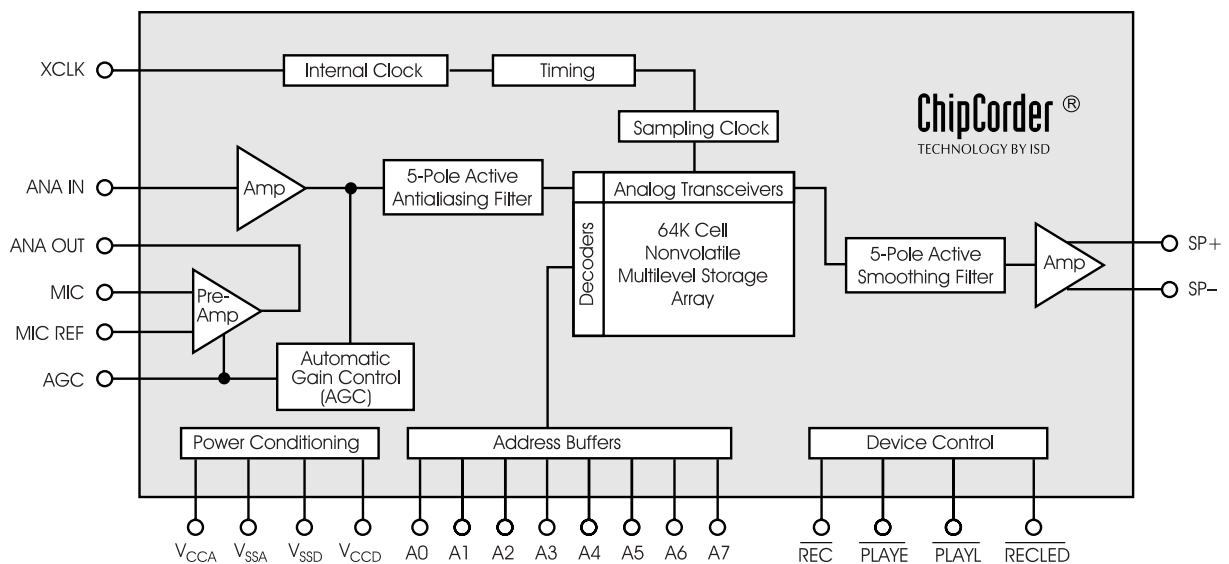 XCLK
Internal Clock
Timing
Sampling Clock
ChipCorder ®
TECHNOLOGY BY ISD
ANA IN
Amp
5-Pole Active
Antialiasing Filter
Analog Transceivers
Decoders
64K Cell
Nonvolatile
Multilevel Storage
Array
5-Pole Active
Smoothing Filter
Amp
SP+
SP–
ANA OUT
MIC
Pre-
Amp
MIC REF
AGC
Automatic
Gain Control
(AGC)
Power Conditioning
Address Buffers
Device Control
VCCA VSSA VSSD VCCD A0 A1 A2 A3 A4 A5 A6 A7 REC PLAYE PLAYL RECLED